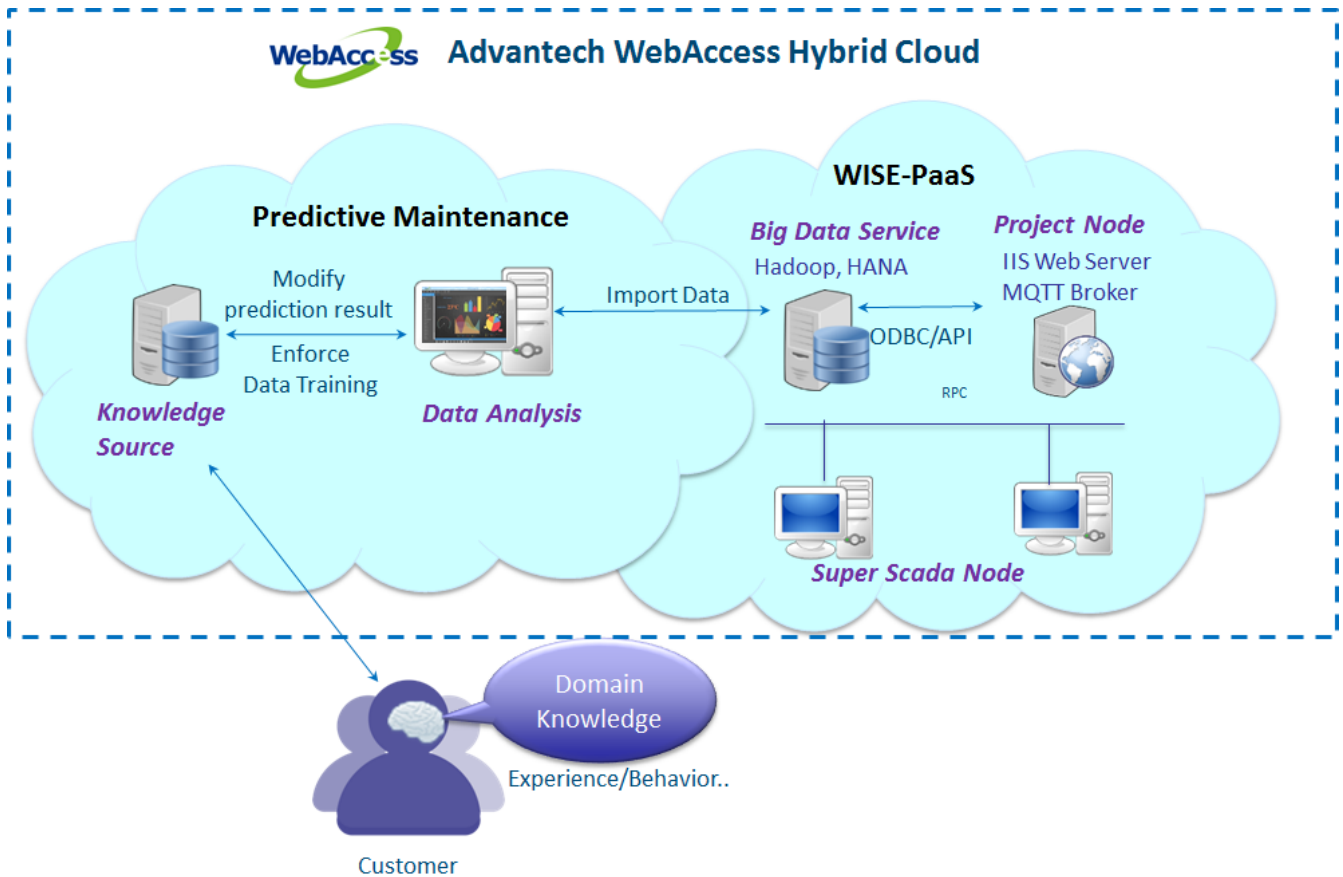 WebAccess
Advantech WebAccess Hybrid Cloud
WISE-PaaS
Predictive Maintenance
Big Data Service
Hadoop, HANA
Project Node
IIS Web Server
MQTT Broker
Modify
prediction result
Enforce
Data Training
Import Data
ODBC/API
RPC
Knowledge
Source
Data Analysis
Super Scada Node
Domain
Knowledge
Experience/Behavior..
Customer